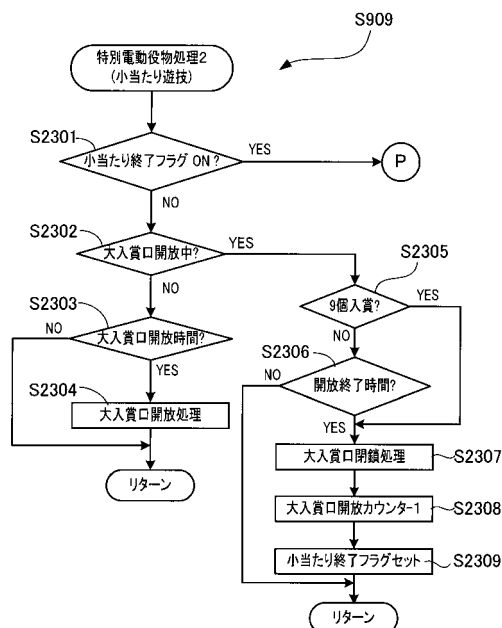 S909
特別電動役物処理2
(小当たり遊技)
S2301
小当たり終了フラグ ON?
YES
P
NO
S2302
大入賞口開放中?
YES
NO
S2305
9個入賞?
YES
NO
S2303
NO
大入賞口開放時間?
YES
S2306
NO
開放終了時間?
YES
S2304
大入賞口開放処理
リターン
大入賞口閉鎖処理
S2307
大入賞口開放カウンタ-1
S2308
小当たり終了フラグセット
S2309
リターン